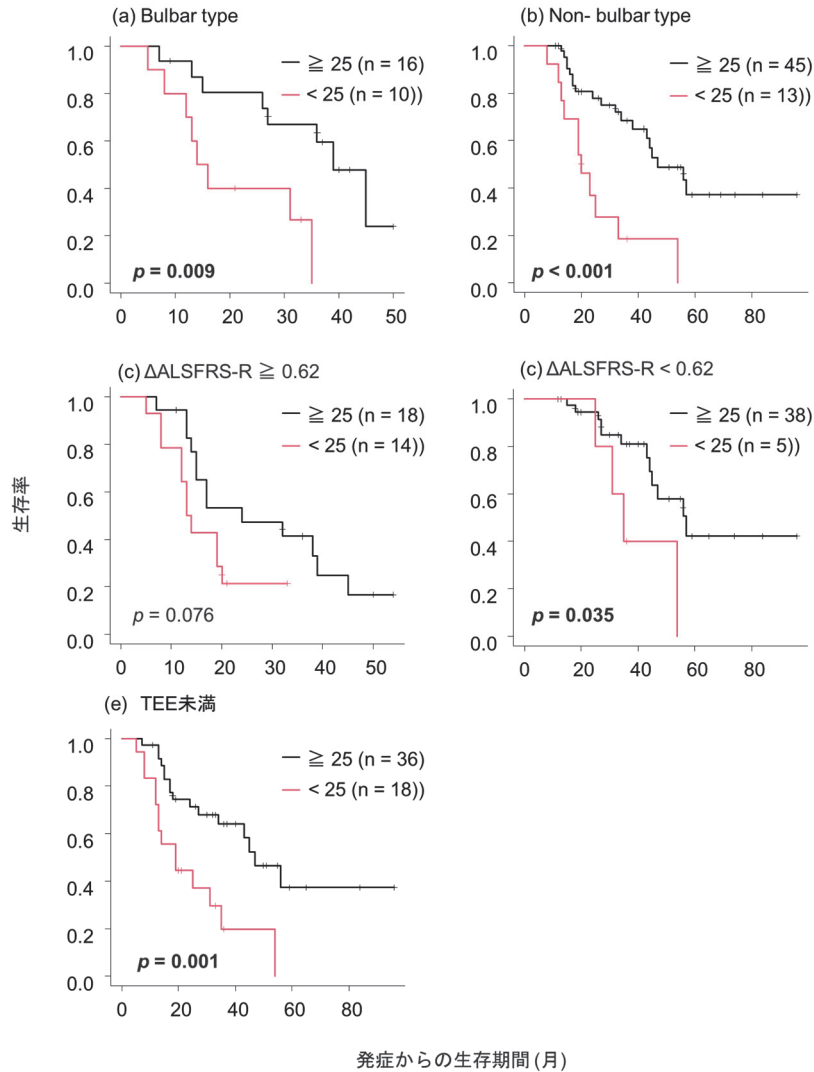 (a) Bulbar type
1.0
0.8
0.6
0.4
0.2
0.0
≧ 25 (n = 16)
< 25 (n = 10))
p = 0.009
0 10 20 30 40 50
(b) Non- bulbar type
1.0
0.8
0.6
0.4
0.2
0.0
≧ 25 (n = 45)
< 25 (n = 13))
p < 0.001
0 20 40 60 80
生存率
(c) ΔALSFRS-R ≧ 0.62
1.0
0.8
0.6
0.4
0.2
0.0
≧ 25 (n = 18)
< 25 (n = 14))
p = 0.076
0 10 20 30 40 50
(c) ΔALSFRS-R < 0.62
1.0
0.8
0.6
0.4
0.2
0.0
≧ 25 (n = 38)
< 25 (n = 5))
p = 0.035
0 20 40 60 80
(e) TEE未満
1.0
0.8
0.6
0.4
0.2
0.0
≧ 25 (n = 36)
< 25 (n = 18))
p = 0.001
0 20 40 60 80
発症からの生存期間 (月)